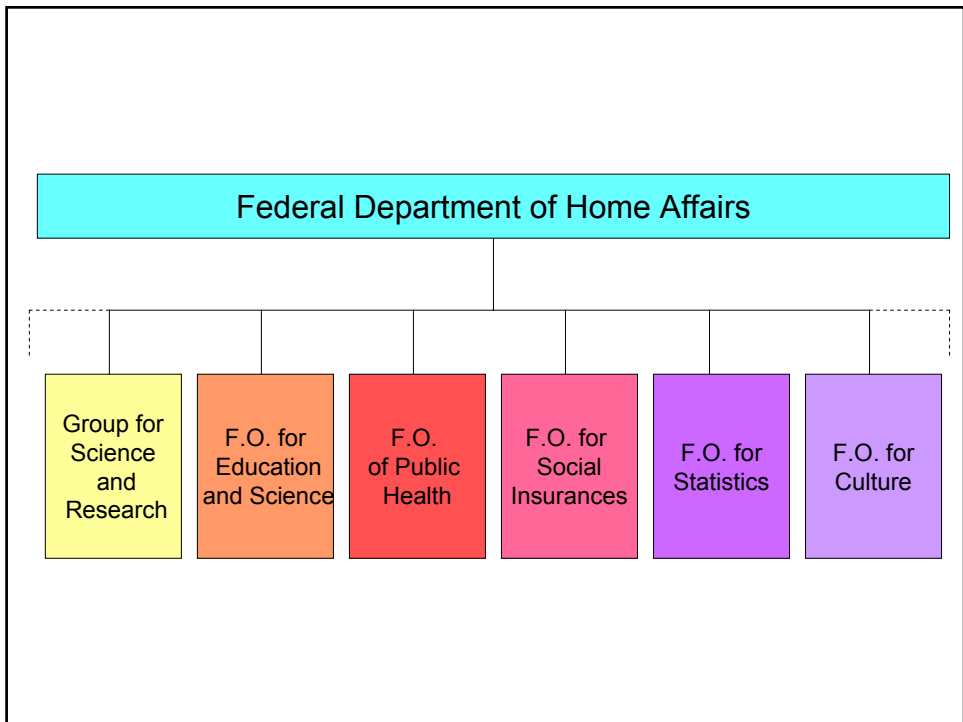 Federal Department of Home Affairs
Group for
Science
and
Research
F.O. for
Education
and Science
F.O.
of Public
Health
F.O. for
Social
Insurances
F.O. for
Statistics
F.O. for
Culture